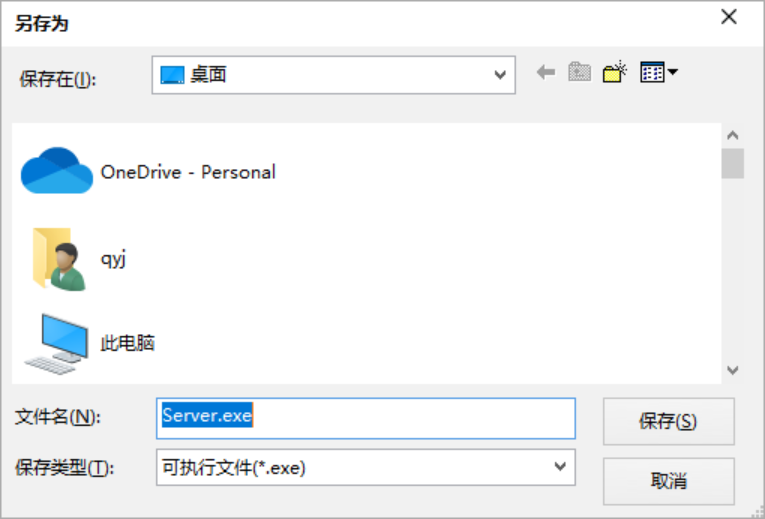 另存为
保存在(I):
桌面
OneDrive - Personal
qyj
此电脑
文件名(N):
Server.exe
保存(S)
保存类型(T):
可执行文件(*.exe)
取消